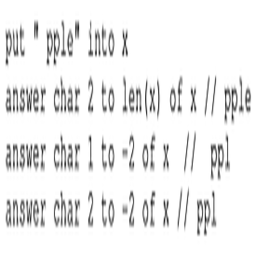 put " pple" into x
answer char 2 to len(x) of x // pple
answer char 1 to -2 of x  //  ppl
answer char 2 to -2 of x // ppl